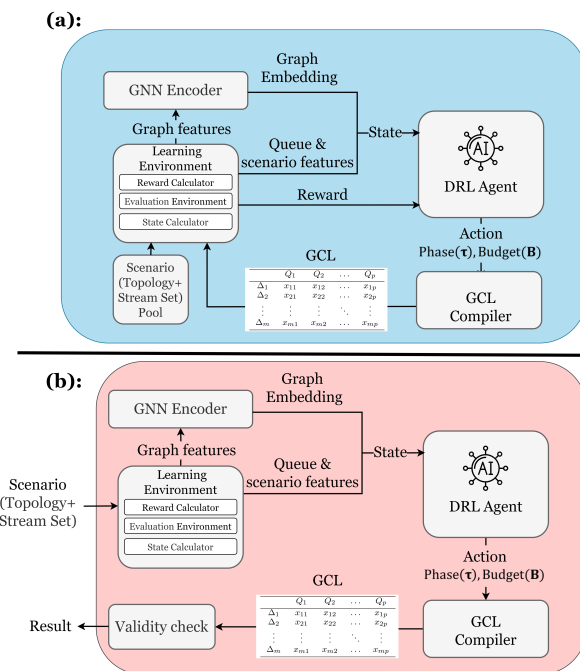 (a):
Graph
Embedding
GNN Encoder
Graph features
State
Learning
Environment
Reward Calculator
Evaluation Environment
State Calculator
Queue &
scenario features
Reward
AI
DRL Agent
Action
Phase(τ), Budget(B)
Scenario
(Topology+
Stream Set)
Pool
GCL
Q1 Q2 … Qp
Δ1 x11 x12 … x1p
Δ2 x21 x22 … x2p
⋮ ⋮ ⋮ ⋱ ⋮
Δm xm1 xm2 … xmp
GCL
Compiler
(b):
Graph
Embedding
GNN Encoder
Graph features
State
Scenario
(Topology+
Stream Set)
Learning
Environment
Reward Calculator
Evaluation Environment
State Calculator
Queue &
scenario features
AI
DRL Agent
Action
Phase(τ), Budget(B)
GCL
Q1 Q2 … Qp
Δ1 x11 x12 … x1p
Δ2 x21 x22 … x2p
⋮ ⋮ ⋮ ⋱ ⋮
Δm xm1 xm2 … xmp
GCL
Compiler
Validity check
Result